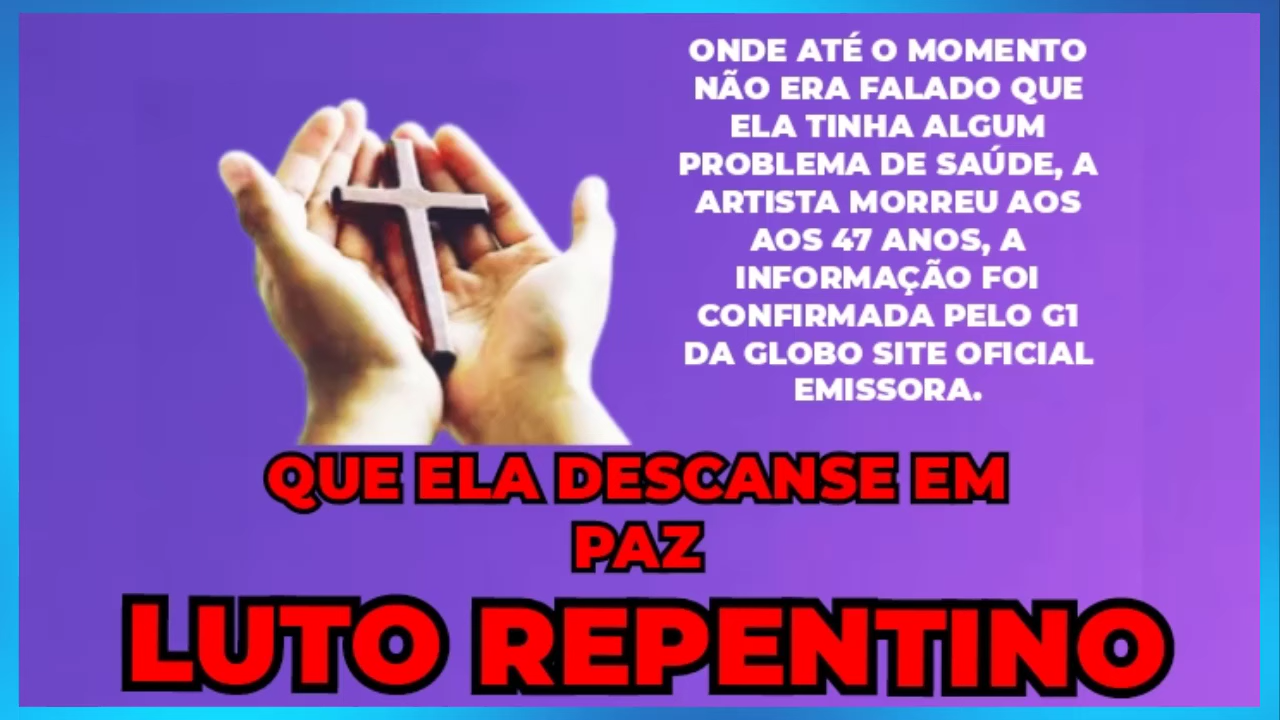 ONDE ATÉ O MOMENTO
NÃO ERA FALADO QUE
ELA TINHA ALGUM
PROBLEMA DE SAÚDE, A
ARTISTA MORREU AOS
AOS 47 ANOS, A
INFORMAÇÃO FOI
CONFIRMADA PELO G1
DA GLOBO SITE OFICIAL
EMISSORA.
QUE ELA DESCANSE EM
PAZ
LUTO REPENTINO